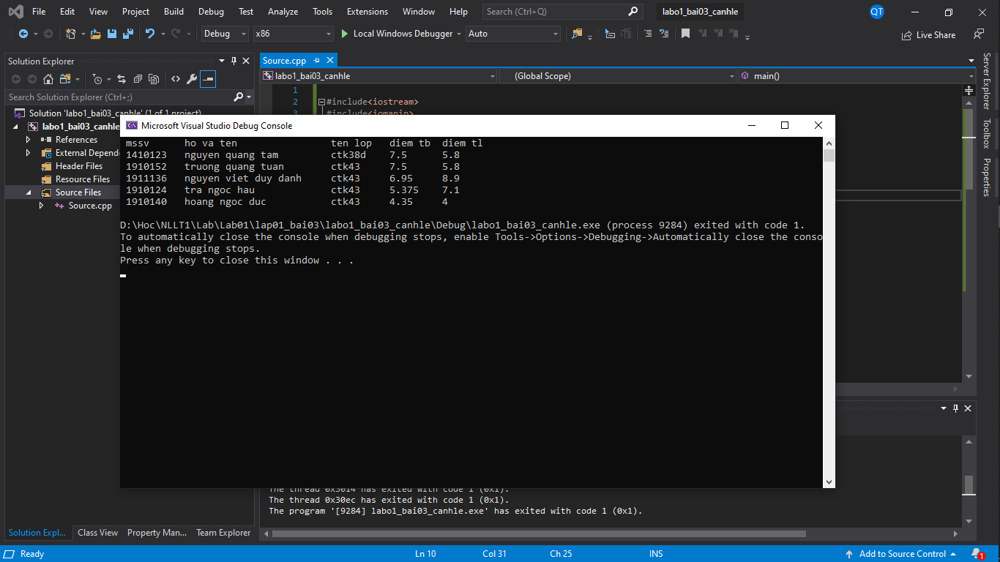 File Edit View Project Build Debug Test Analyze Tools Extensions Window Help Search (Ctrl+Q) labo1_bai03_canhle QT
Debug x86 Local Windows Debugger Auto Live Share
Solution Explorer
Search Solution Explorer (Ctrl+;)
Solution 'labo1_bai03_canhle' (1 of 1 project)
labo1_bai03_canhle
References
External Depend
Header Files
Resource Files
Source Files
Source.cpp
Source.cpp
labo1_bai03_canhle (Global Scope) main()
1
2 #include<iostream>
3 #include<iomanip>
Microsoft Visual Studio Debug Console
mssv ho va ten ten lop diem tb diem tl
1410123 nguyen quang tam ctk38d 7.5 5.8
1910152 truong quang tuan ctk43 7.5 5.8
1911136 nguyen viet duy danh ctk43 6.95 8.9
1910124 tra ngoc hau ctk43 5.375 7.1
1910140 hoang ngoc duc ctk43 4.35 4
D:\Hoc\NLLT1\Lab\Lab01\lap01_bai03\labo1_bai03_canhle\Debug\labo1_bai03_canhle.exe (process 9284) exited with code 1.
To automatically close the console when debugging stops, enable Tools->Options->Debugging->Automatically close the conso
le when debugging stops.
Press any key to close this window . . .
The thread 0x3014 has exited with code 1 (0x1).
The thread 0x30ec has exited with code 1 (0x1).
The program '[9284] labo1_bai03_canhle.exe' has exited with code 1 (0x1).
Solution Expl... Class View Property Man... Team Explorer
Server Explorer
Toolbox
Properties
Ready Ln 10 Col 31 Ch 25 INS Add to Source Control 1